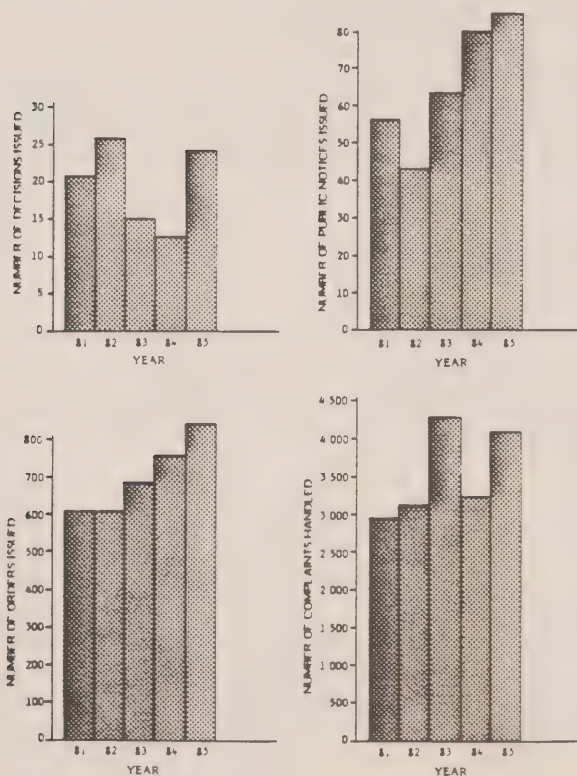 NUMBER OF DECISIONS ISSUED
30
25
20
15
10
5
0
81 82 83 84 85
YEAR
NUMBER OF PUBLIC NOTICES ISSUED
80
70
60
50
40
30
20
10
0
81 82 83 84 85
YEAR
NUMBER OF ORDERS ISSUED
800
700
600
500
400
300
200
100
0
81 82 83 84 85
YEAR
NUMBER OF COMPLAINTS HANDLED
4 500
4 000
3 500
3 000
2 500
2 000
1 500
1 000
500
0
81 82 83 84 85
YEAR